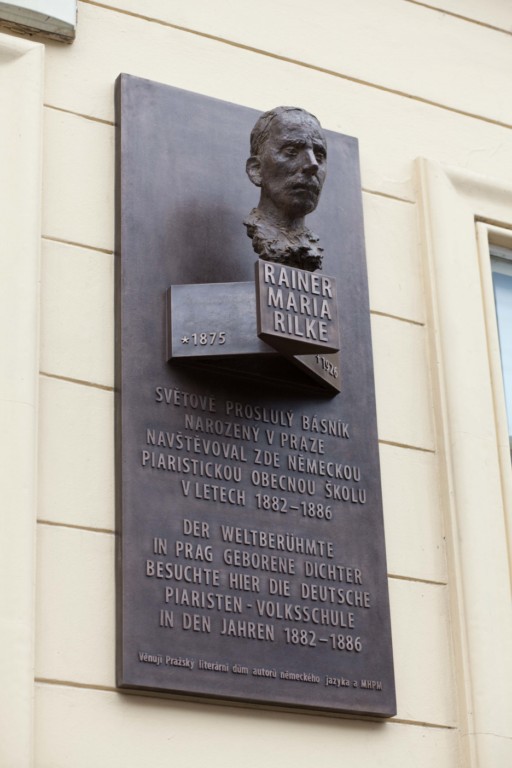 RAINER
MARIA
RILKE
*1875
†1926
SVĚTOVĚ PROSLULÝ BÁSNÍK
NAROZENÝ V PRAZE
NAVŠTĚVOVAL ZDE NĚMECKOU
PIARISTICKOU OBECNOU ŠKOLU
V LETECH 1882–1886
DER WELTBERÜHMTE
IN PRAG GEBORENE DICHTER
BESUCHTE HIER DIE DEUTSCHE
PIARISTEN-VOLKSSCHULE
IN DEN JAHREN 1882–1886
Věnují Pražský literární dům autorů německého jazyka a MHMP